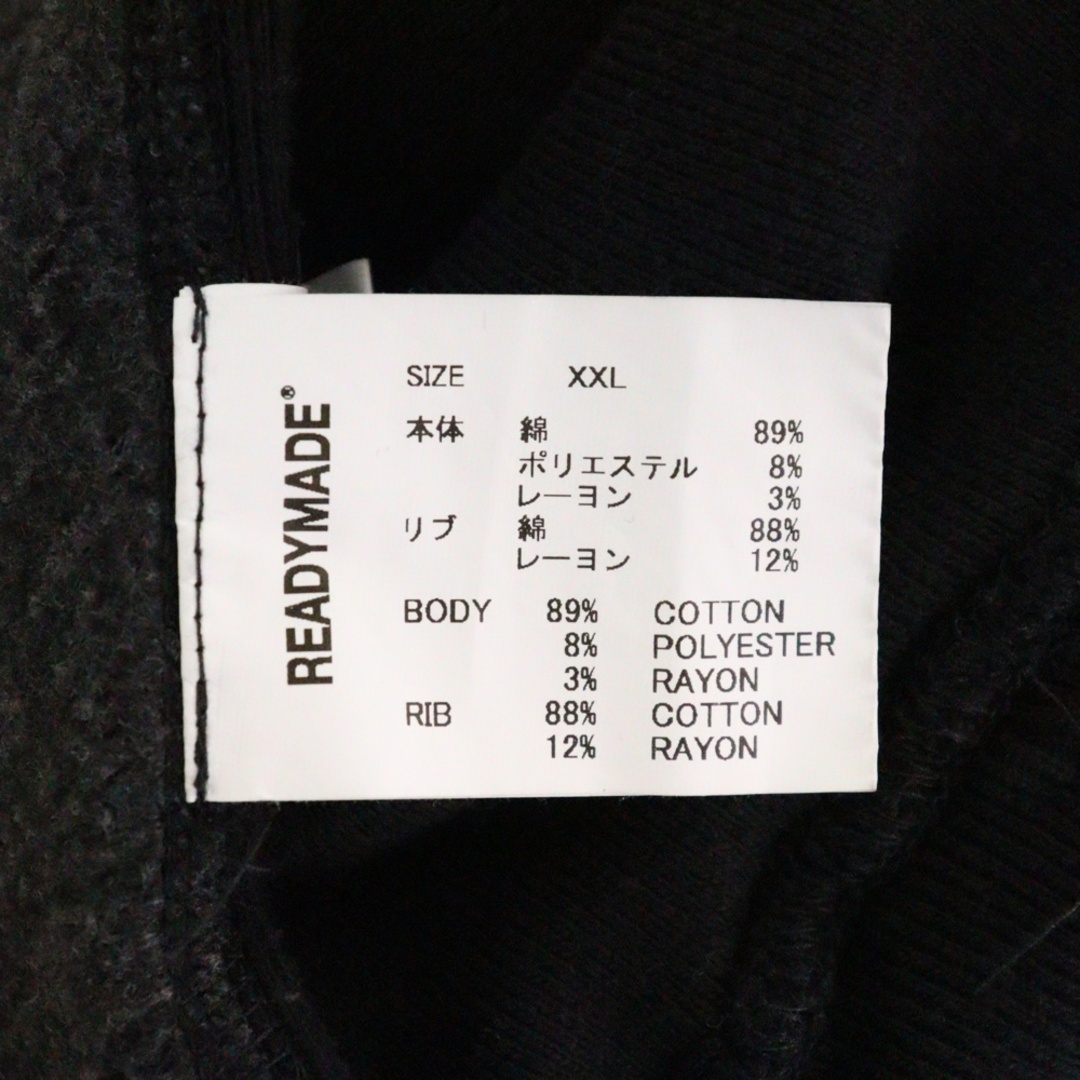 READYMADE®
SIZE XXL
本体 綿 89%
ポリエステル 8%
レーヨン 3%
リブ 綿 88%
レーヨン 12%
BODY 89% COTTON
8% POLYESTER
3% RAYON
RIB 88% COTTON
12% RAYON